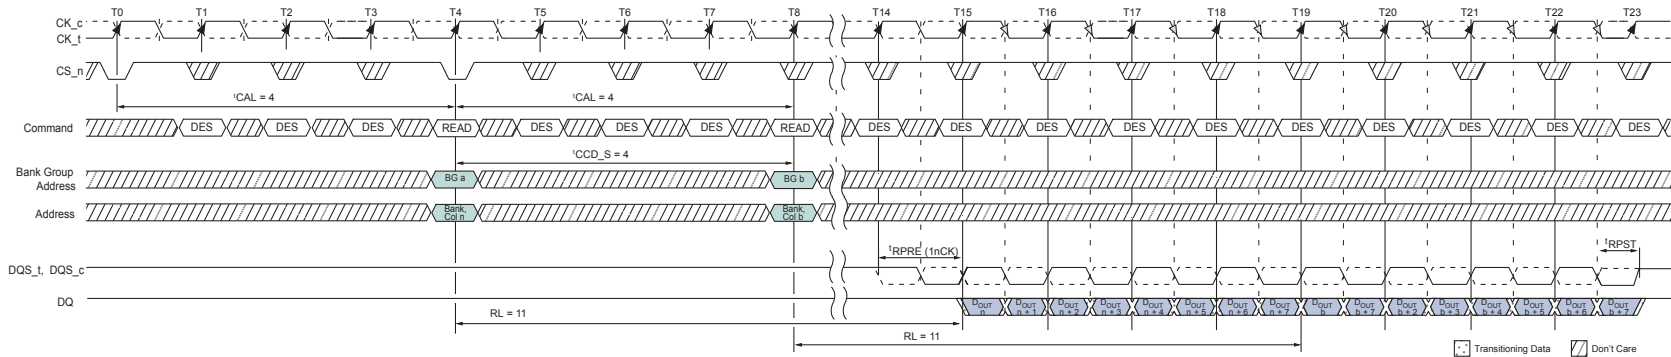 T0 T1 T2 T3 T4 T5 T6 T7 T8 T14 T15 T16 T17 T18 T19 T20 T21 T22 T23
CK_c
CK_t
CS_n
tCAL = 4 tCAL = 4
Command DES DES DES READ DES DES DES READ DES DES DES DES DES DES DES DES DES DES
tCCD_S = 4
Bank Group
Address
BG a BG b
Address
Bank, Bank,
Col n Col b
tRPRE (1nCK) tRPST
DQS_t, DQS_c
DQ
DOUT DOUT DOUT DOUT DOUT DOUT DOUT DOUT DOUT DOUT DOUT DOUT DOUT DOUT DOUT DOUT
n n + 1 n + 2 n + 3 n + 4 n + 5 n + 6 n + 7 b b + 7 b + 2 b + 3 b + 4 b + 5 b + 6 b + 7
RL = 11
RL = 11
Transitioning Data Don't Care